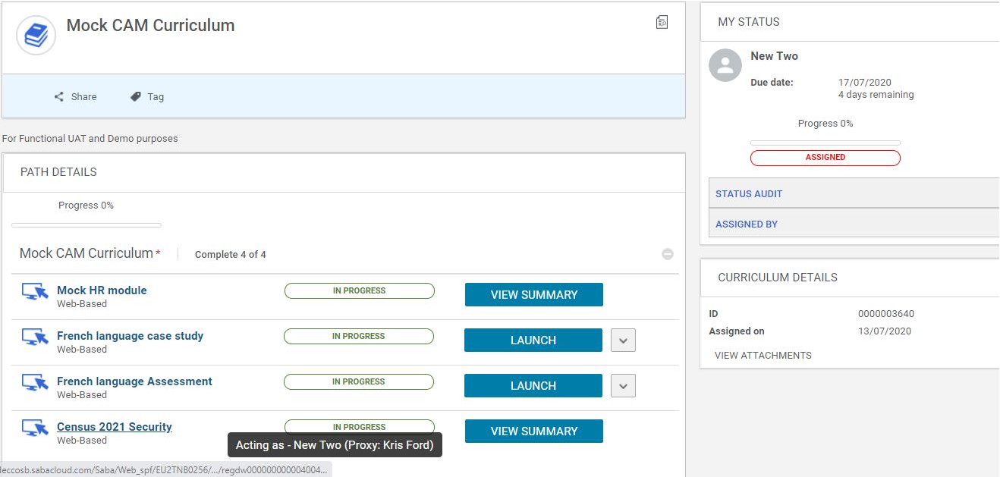 Mock CAM Curriculum
Share
Tag
For Functional UAT and Demo purposes
PATH DETAILS
Progress 0%
Mock CAM Curriculum *
Complete 4 of 4
Mock HR module
Web-Based
IN PROGRESS
VIEW SUMMARY
French language case study
Web-Based
IN PROGRESS
LAUNCH
French language Assessment
Web-Based
IN PROGRESS
LAUNCH
Census 2021 Security
Web-Based
IN PROGRESS
VIEW SUMMARY
Acting as - New Two (Proxy: Kris Ford)
leccosb.sabacloud.com/Saba/Web_spf/EU2TNB0256/.../regdw000000000004004...
MY STATUS
New Two
Due date: 17/07/2020
4 days remaining
Progress 0%
ASSIGNED
STATUS AUDIT
ASSIGNED BY
CURRICULUM DETAILS
ID 0000003640
Assigned on 13/07/2020
VIEW ATTACHMENTS